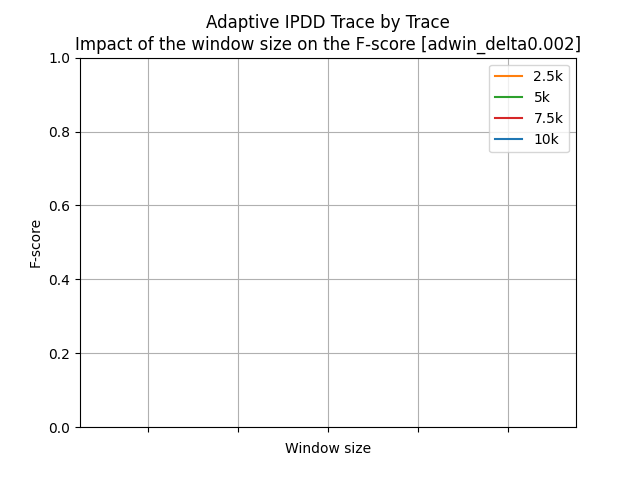 Adaptive IPDD Trace by Trace
Impact of the window size on the F-score [adwin_delta0.002]
1.0
0.8
0.6
0.4
0.2
0.0
F-score
Window size
2.5k
5k
7.5k
10k